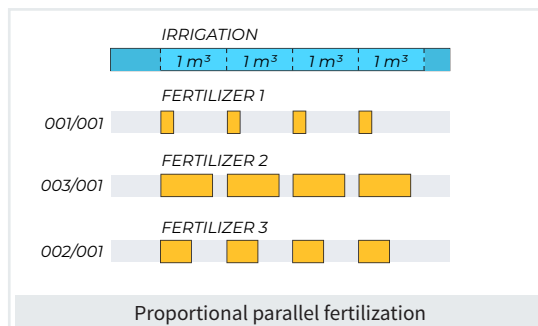 IRRIGATION
1 m³ 1 m³ 1 m³ 1 m³
FERTILIZER 1
001/001
FERTILIZER 2
003/001
FERTILIZER 3
002/001
Proportional parallel fertilization